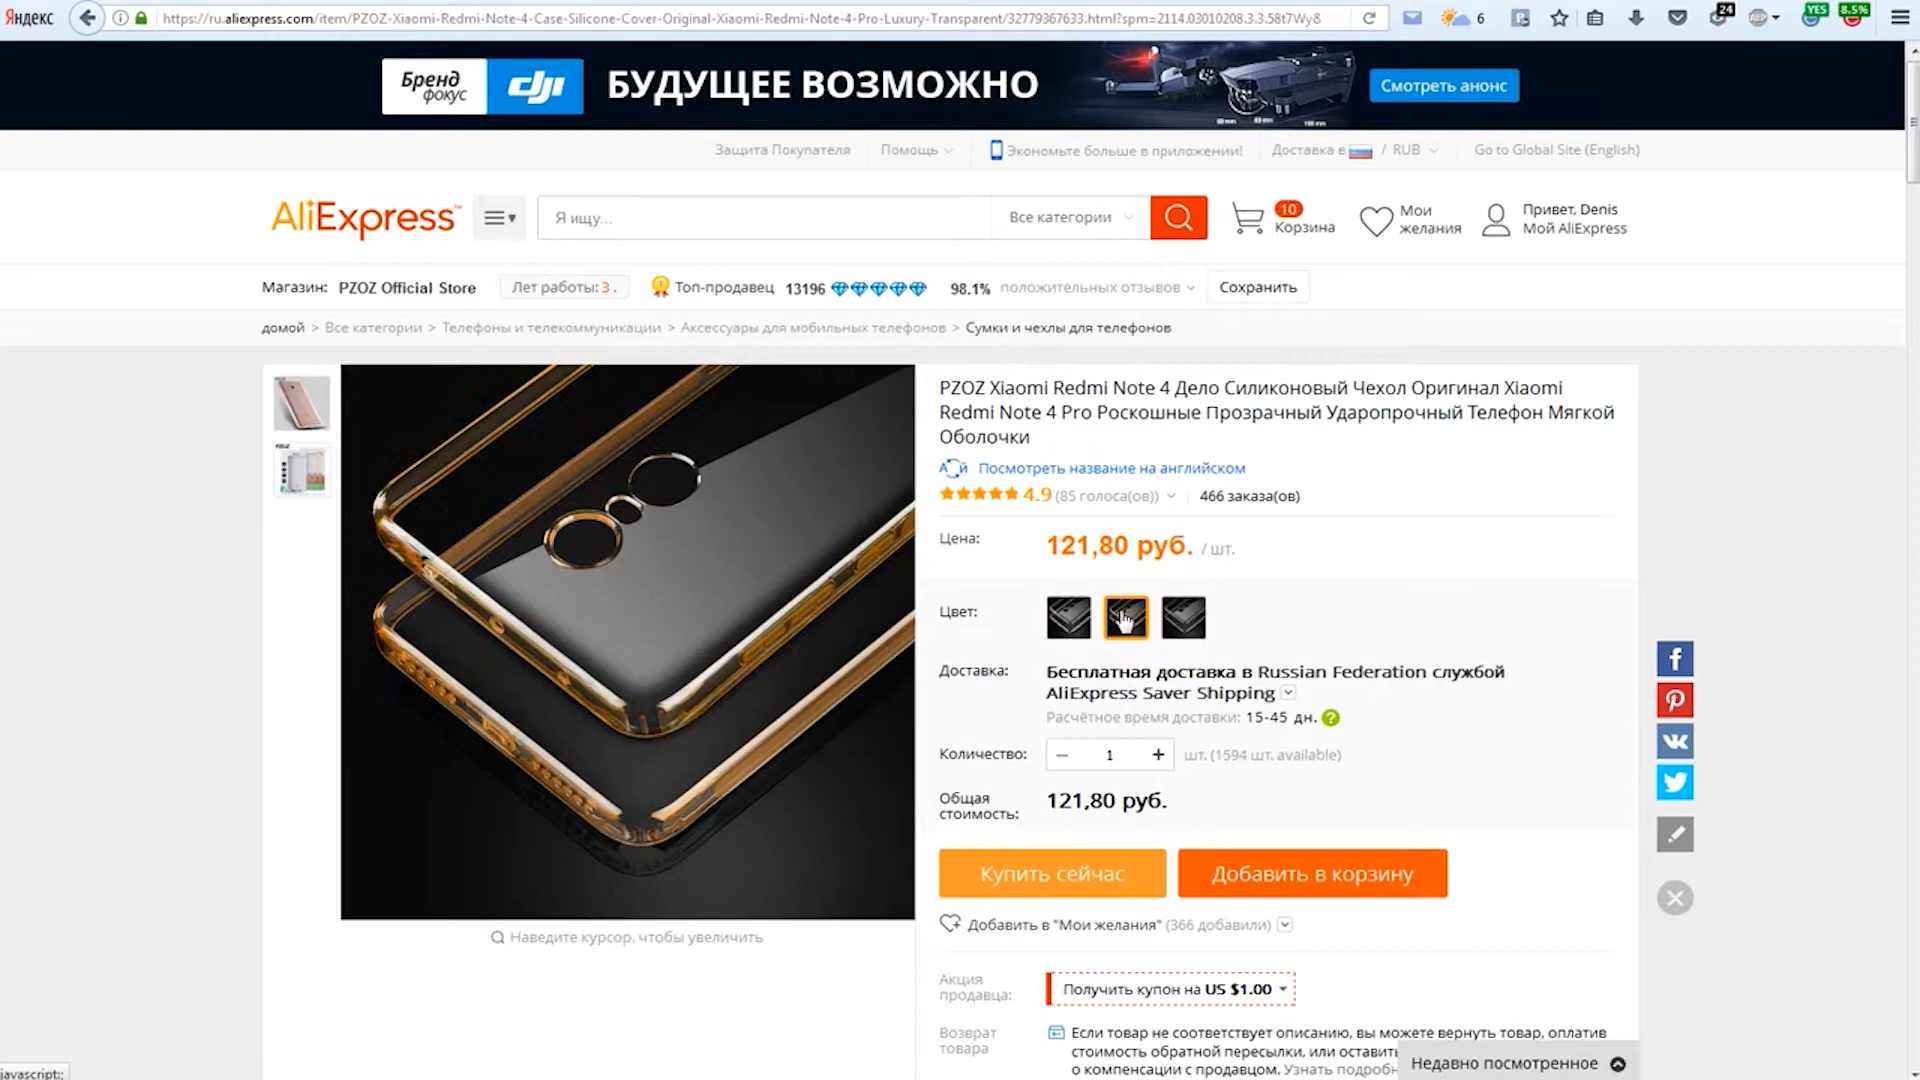 Яндекс
https://ru.aliexpress.com/item/PZOZ-Xiaomi-Redmi-Note-4-Case-Silicone-Cover-Original-Xiaomi-Redmi-Note-4-Pro-Luxury-Transparent/32779367633.html?spm=2114.03010208.3.3.58t7Wy&
6
24
ABP
YES
8.5%
Бренд фокус
dji
БУДУЩЕЕ ВОЗМОЖНО
Смотреть анонс
Защита Покупателя
Помощь
Экономьте больше в приложении!
Доставка в / RUB
Go to Global Site (English)
AliExpress™
Я ищу...
Все категории
10
Корзина
Мои желания
Привет, Denis
Мой AliExpress
Магазин: PZOZ Official Store
Лет работы: 3 .
Топ-продавец 13196
98.1% положительных отзывов
Сохранить
домой > Все категории > Телефоны и телекоммуникации > Аксессуары для мобильных телефонов > Сумки и чехлы для телефонов
PZOZ
PZOZ Xiaomi Redmi Note 4 Дело Силиконовый Чехол Оригинал Xiaomi
Redmi Note 4 Pro Роскошные Прозрачный Ударопрочный Телефон Мягкой
Оболочки
Посмотреть название на английском
4.9 (85 голоса(ов)) 466 заказа(ов)
Цена: 121,80 руб. / шт.
Цвет:
Доставка: Бесплатная доставка в Russian Federation службой
AliExpress Saver Shipping
Расчётное время доставки: 15-45 дн. ?
Количество: – 1 + шт. (1594 шт. available)
Общая стоимость: 121,80 руб.
Купить сейчас
Добавить в корзину
Добавить в "Мои желания" (366 добавили)
Наведите курсор, чтобы увеличить
Акция продавца: Получить купон на US $1.00
Возврат товара
Если товар не соответствует описанию, вы можете вернуть товар, оплатив
стоимость обратной пересылки, или оставить
о компенсации с продавцом. Узнать подробн
Недавно посмотренное
javascript:;